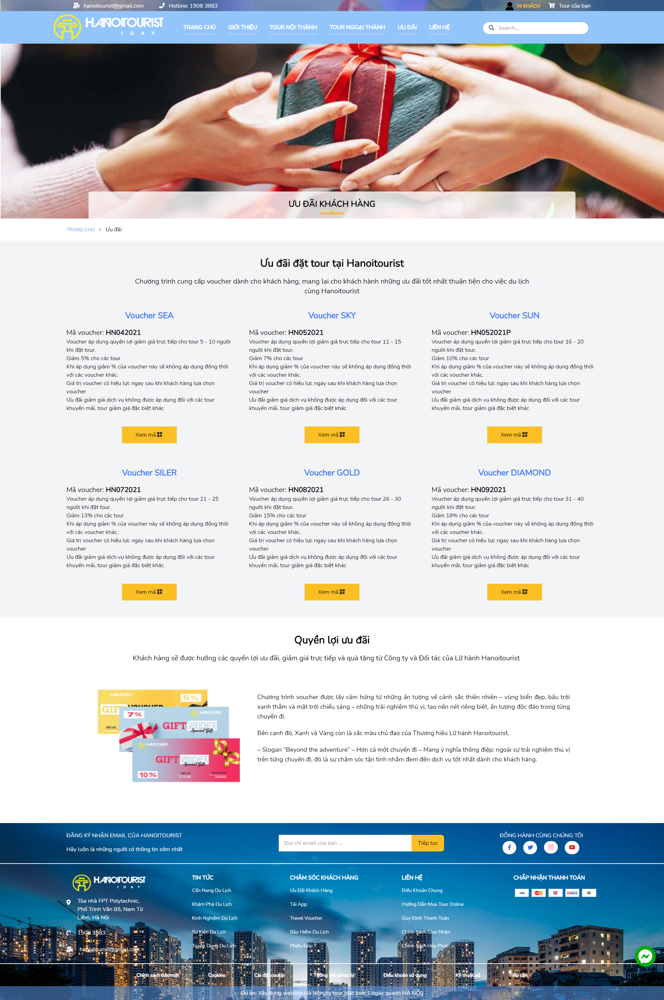 hanoitourist@gmail.com
Hotline: 1908 3883
HI KHÁCH
Tour của bạn
HANOITOURIST
1 DAY
TRANG CHỦ
GIỚI THIỆU
TOUR NỘI THÀNH
TOUR NGOẠI THÀNH
ƯU ĐÃI
LIÊN HỆ
Search...
ƯU ĐÃI KHÁCH HÀNG
TRANG CHỦ > Ưu đãi
Ưu đãi đặt tour tại Hanoitourist
Chương trình cung cấp voucher dành cho khách hàng, mang lại cho khách hành những ưu đãi tốt nhất thuận tiện cho việc du lịch
cùng Hanoitourist
Voucher SEA
Mã voucher: HN042021
Voucher áp dụng quyền lợi giảm giá trực tiếp cho tour 5 - 10 người
khi đặt tour.
Giảm 5% cho các tour
Khi áp dụng giảm % của voucher này sẽ không áp dụng đồng thời
với các voucher khác.
Giá trị voucher có hiệu lực ngay sau khi khách hàng lựa chọn
voucher
Ưu đãi giảm giá dịch vụ không được áp dụng đối với các tour
khuyến mãi, tour giảm giá đặc biệt khác
Xem mã
Voucher SKY
Mã voucher: HN052021
Voucher áp dụng quyền lợi giảm giá trực tiếp cho tour 11 - 15
người khi đặt tour.
Giảm 7% cho các tour
Khi áp dụng giảm % của voucher này sẽ không áp dụng đồng thời
với các voucher khác.
Giá trị voucher có hiệu lực ngay sau khi khách hàng lựa chọn
voucher
Ưu đãi giảm giá dịch vụ không được áp dụng đối với các tour
khuyến mãi, tour giảm giá đặc biệt khác
Xem mã
Voucher SUN
Mã voucher: HN052021P
Voucher áp dụng quyền lợi giảm giá trực tiếp cho tour 16 - 20
người khi đặt tour.
Giảm 10% cho các tour
Khi áp dụng giảm % của voucher này sẽ không áp dụng đồng thời
với các voucher khác.
Giá trị voucher có hiệu lực ngay sau khi khách hàng lựa chọn
voucher
Ưu đãi giảm giá dịch vụ không được áp dụng đối với các tour
khuyến mãi, tour giảm giá đặc biệt khác
Xem mã
Voucher SILER
Mã voucher: HN072021
Voucher áp dụng quyền lợi giảm giá trực tiếp cho tour 21 - 25
người khi đặt tour.
Giảm 13% cho các tour
Khi áp dụng giảm % của voucher này sẽ không áp dụng đồng thời
với các voucher khác.
Giá trị voucher có hiệu lực ngay sau khi khách hàng lựa chọn
voucher
Ưu đãi giảm giá dịch vụ không được áp dụng đối với các tour
khuyến mãi, tour giảm giá đặc biệt khác
Xem mã
Voucher GOLD
Mã voucher: HN082021
Voucher áp dụng quyền lợi giảm giá trực tiếp cho tour 26 - 30
người khi đặt tour.
Giảm 15% cho các tour
Khi áp dụng giảm % của voucher này sẽ không áp dụng đồng thời
với các voucher khác.
Giá trị voucher có hiệu lực ngay sau khi khách hàng lựa chọn
voucher
Ưu đãi giảm giá dịch vụ không được áp dụng đối với các tour
khuyến mãi, tour giảm giá đặc biệt khác
Xem mã
Voucher DIAMOND
Mã voucher: HN092021
Voucher áp dụng quyền lợi giảm giá trực tiếp cho tour 31 - 40
người khi đặt tour.
Giảm 18% cho các tour
Khi áp dụng giảm % của voucher này sẽ không áp dụng đồng thời
với các voucher khác.
Giá trị voucher có hiệu lực ngay sau khi khách hàng lựa chọn
voucher
Ưu đãi giảm giá dịch vụ không được áp dụng đối với các tour
khuyến mãi, tour giảm giá đặc biệt khác
Xem mã
Quyền lợi ưu đãi
Khách hàng sẽ được hưởng các quyền lợi ưu đãi, giảm giá trực tiếp và quà tặng từ Công ty và Đối tác của Lữ hành Hanoitourist
HANOITOURIST
5%
HIỆU LỰC
7%
HANOITOURIST
GIFT VOUCHER
Special Gift
HANOITOURIST
GIFT VOUCHER
Special Gift
10%
HIỆU LỰC
MÃ GIẢM GIÁ
Chương trình voucher được lấy cảm hứng từ những ấn tượng về cảnh sắc thiên nhiên – vùng biển đẹp, bầu trời
xanh thẳm và mặt trời chiếu sáng – những trải nghiệm thú vị, tạo nên nét riêng biệt, ấn tượng độc đáo trong từng
chuyến đi.
Bên cạnh đó, Xanh và Vàng còn là sắc màu chủ đạo của Thương hiệu Lữ hành Hanoitourist.
– Slogan “Beyond the adventure” – Hơn cả một chuyến đi – Mang ý nghĩa thông điệp: ngoài sự trải nghiệm thú vị
trên từng chuyến đi, đó là sự chăm sóc tận tình nhằm đem đến dịch vụ tốt nhất dành cho khách hàng.
ĐĂNG KÝ NHẬN EMAIL CỦA HANOITOURIST
Hãy luôn là những người có thông tin sớm nhất
Địa chỉ email của bạn ...
Tiếp tục
ĐỒNG HÀNH CÙNG CHÚNG TÔI
HANOITOURIST
1 DAY
Tòa nhà FPT Polytechnic,
Phố Trịnh Văn Bô, Nam Từ
Liêm, Hà Nội
1908 3883
hanoitourist@gmail.com
TIN TỨC
Cẩn Nang Du Lịch
Khám Phá Du Lịch
Kinh Nghiệm Du Lịch
Sự Kiện Du Lịch
Tuyển Dụng Du Lịch
CHĂM SÓC KHÁCH HÀNG
Ưu Đãi Khách Hàng
Tải App
Travel Voucher
Bảo Hiểm Du Lịch
Phiếu Góp Ý
LIÊN HỆ
Điều Khoản Chung
Hướng Dẫn Mua Tour Online
Quy Định Thanh Toán
Chính Sách Giao Nhận
Chính Sách Hủy Phạt
CHẤP NHẬN THANH TOÁN
VISA
VNPAY
Chính sách bảo mật
Cookies
Cài đặt cookie
Thông báo pháp lý
Điều khoản sử dụng
Kỹ thuật số
Tiếp cận
Dự án: Xây dựng website Hà Nội city tour (đặt tour 1 ngày quanh HÀ NỘI)